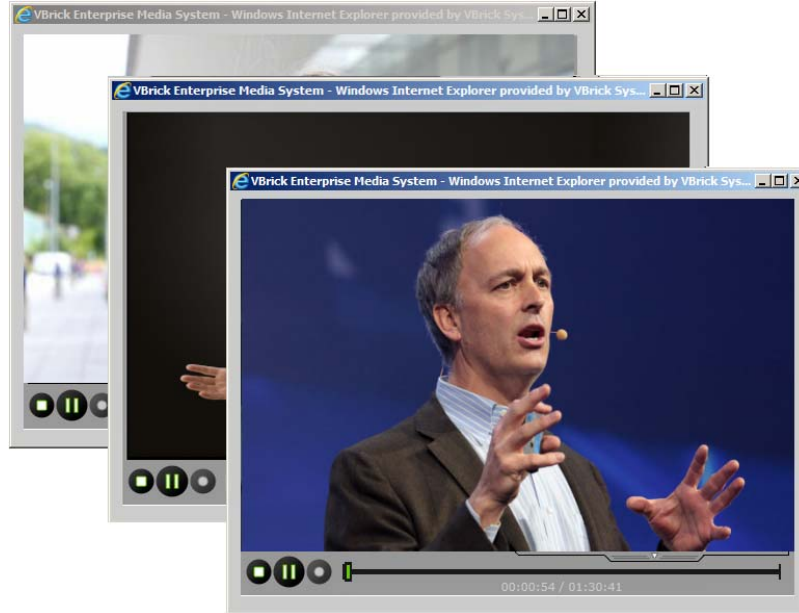 VBrick Enterprise Media System - Windows Internet Explorer provided by VBrick Sys...
VBrick Enterprise Media System - Windows Internet Explorer provided by VBrick Sys...
VBrick Enterprise Media System - Windows Internet Explorer provided by VBrick Sys...
00:00:54 / 01:30:41